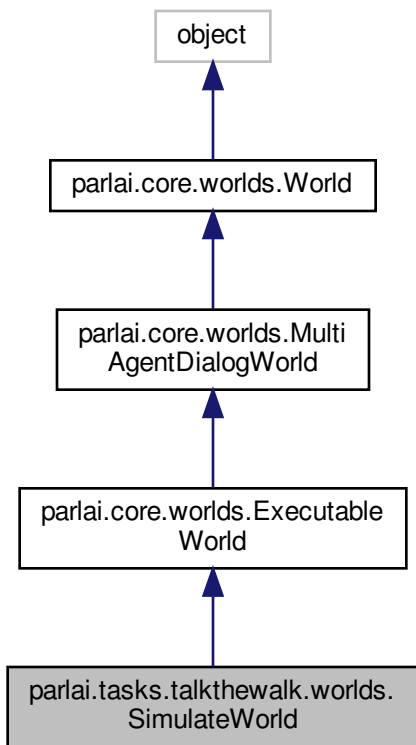 object
parlai.core.worlds.World
parlai.core.worlds.Multi
AgentDialogWorld
parlai.core.worlds.Executable
World
parlai.tasks.talkthewalk.worlds.
SimulateWorld